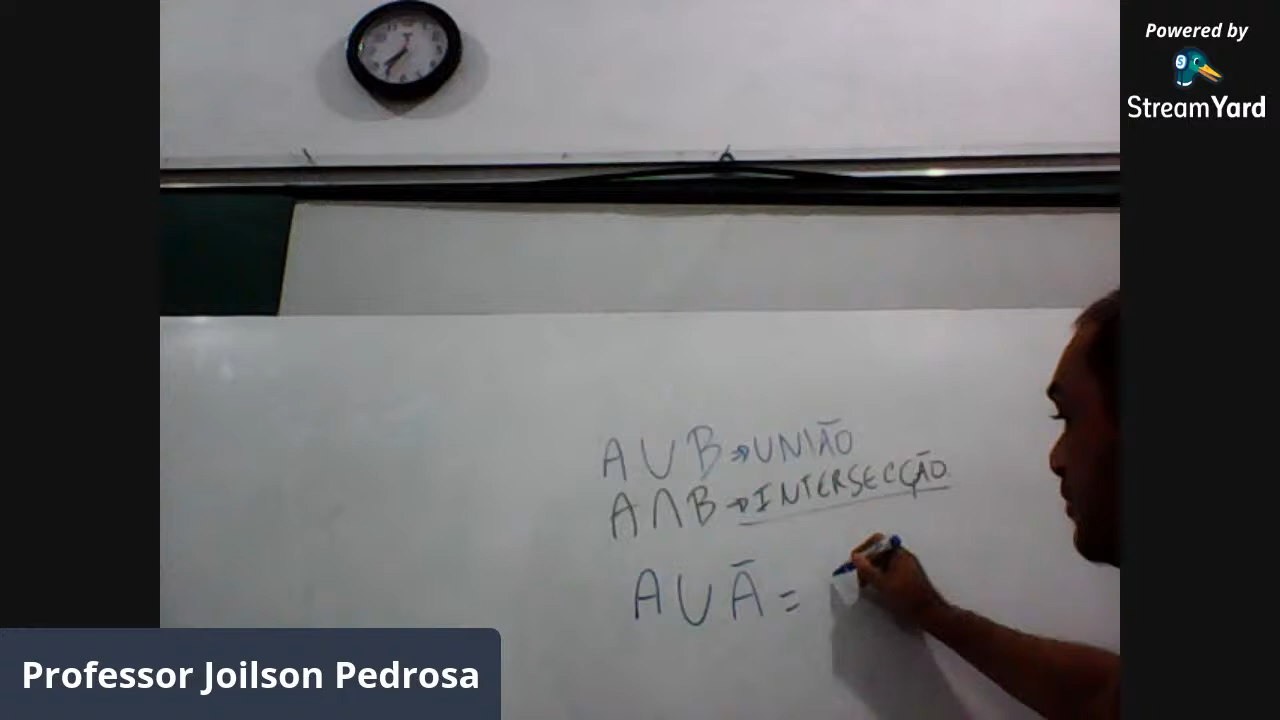 Powered by
StreamYard
A U B → UNIÃO
A ∩ B → INTERSECÇÃO
A U Ā =
Professor Joilson Pedrosa